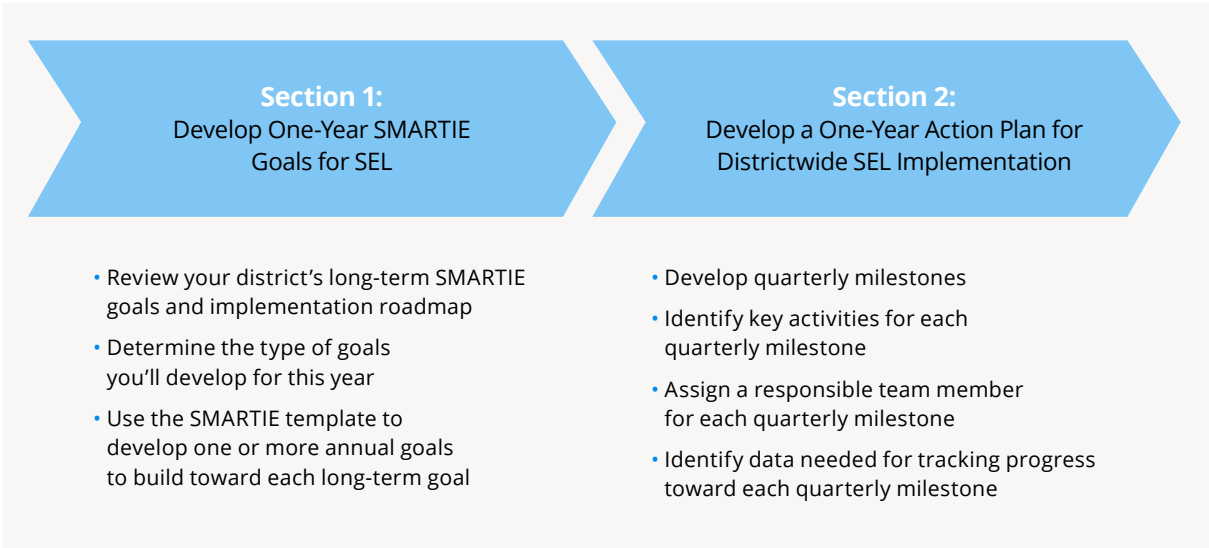 Section 1:
Develop One-Year SMARTIE
Goals for SEL
• Review your district’s long-term SMARTIE
goals and implementation roadmap
• Determine the type of goals
you’ll develop for this year
• Use the SMARTIE template to
develop one or more annual goals
to build toward each long-term goal
Section 2:
Develop a One-Year Action Plan for
Districtwide SEL Implementation
• Develop quarterly milestones
• Identify key activities for each
quarterly milestone
• Assign a responsible team member
for each quarterly milestone
• Identify data needed for tracking progress
toward each quarterly milestone